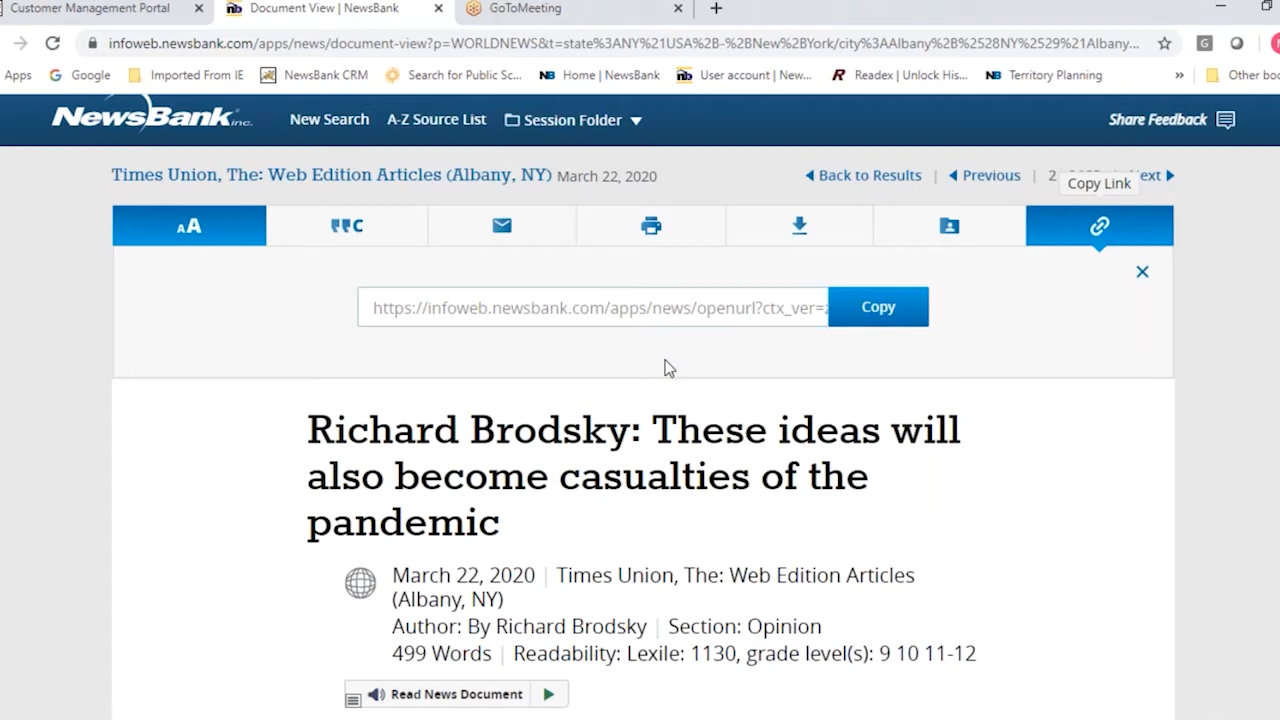 Customer Management Portal
Document View | NewsBank
GoToMeeting
infoweb.newsbank.com/apps/news/document-view?p=WORLDNEWS&t=state%3ANY%21USA%2B-%2BNew%2BYork/city%3AAlbany%2B%2528NY%2529%21Albany...
Apps
Google
Imported From IE
NewsBank CRM
Search for Public Sc...
Home | NewsBank
User account | New...
Readex | Unlock His...
Territory Planning
»
Other boo
NewsBank inc.
New Search
A-Z Source List
Session Folder
Share Feedback
Times Union, The: Web Edition Articles (Albany, NY) March 22, 2020
Back to Results | Previous | 2
Copy Link
AA
C
https://infoweb.newsbank.com/apps/news/openurl?ctx_ver=
Copy
Richard Brodsky: These ideas will
also become casualties of the
pandemic
March 22, 2020 | Times Union, The: Web Edition Articles
(Albany, NY)
Author: By Richard Brodsky | Section: Opinion
499 Words | Readability: Lexile: 1130, grade level(s): 9 10 11-12
Read News Document